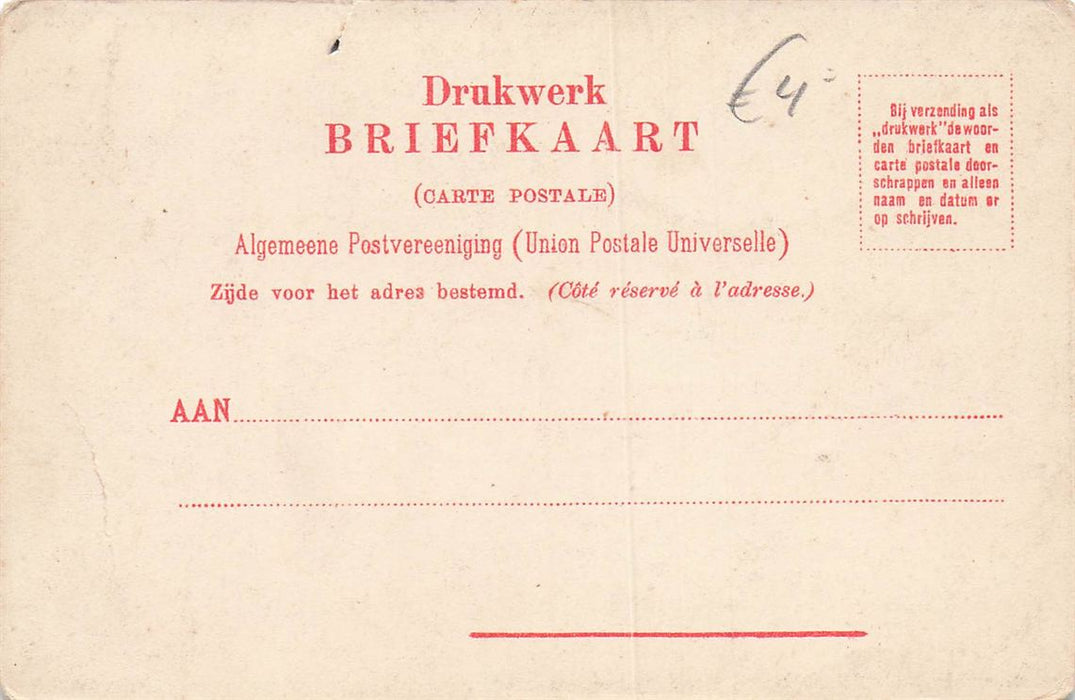 Drukwerk
BRIEFKAART
(CARTE POSTALE)
Algemeene Postvereeniging (Union Postale Universelle)
Zijde voor het adres bestemd. (Côté réservé à l'adresse.)
€4-
Bij verzending als
„drukwerk" de woor-
den briefkaart en
carte postale door-
schrappen en alleen
naam en datum er
op schrijven.
AAN